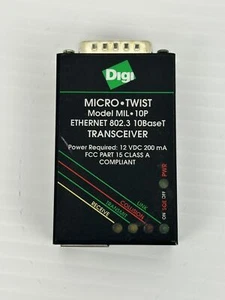 Digi
MICRO•TWIST
Model MIL•10P
ETHERNET 802.3 10BaseT
TRANSCEIVER
Power Required: 12 VDC 200 mA
FCC PART 15 CLASS A
COMPLIANT
PWR
LINK
COLLISION
TRANSMIT
RECEIVE